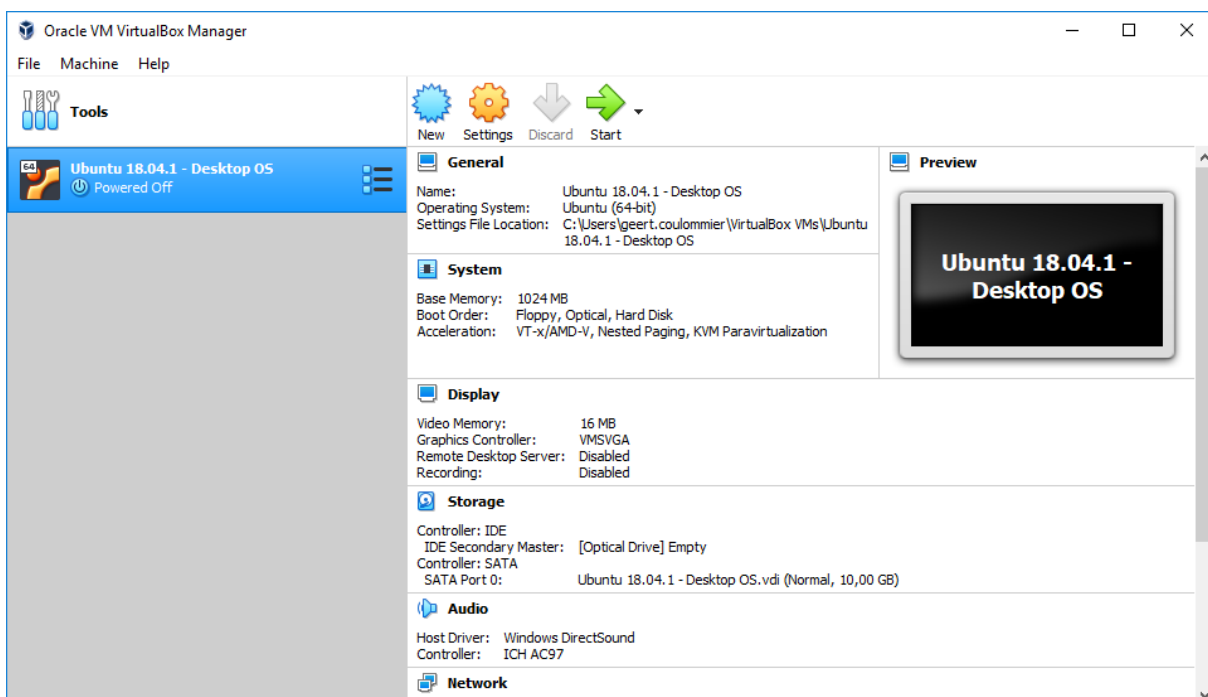 Oracle VM VirtualBox Manager
File Machine Help
Tools
New Settings Discard Start
64
Ubuntu 18.04.1 - Desktop OS
Powered Off
General
Name: Ubuntu 18.04.1 - Desktop OS
Operating System: Ubuntu (64-bit)
Settings File Location: C:\Users\geert.coulommier\VirtualBox VMs\Ubuntu
18.04.1 - Desktop OS
Preview
Ubuntu 18.04.1 -
Desktop OS
System
Base Memory: 1024 MB
Boot Order: Floppy, Optical, Hard Disk
Acceleration: VT-x/AMD-V, Nested Paging, KVM Paravirtualization
Display
Video Memory: 16 MB
Graphics Controller: VMSVGA
Remote Desktop Server: Disabled
Recording: Disabled
Storage
Controller: IDE
IDE Secondary Master: [Optical Drive] Empty
Controller: SATA
SATA Port 0: Ubuntu 18.04.1 - Desktop OS.vdi (Normal, 10,00 GB)
Audio
Host Driver: Windows DirectSound
Controller: ICH AC97
Network